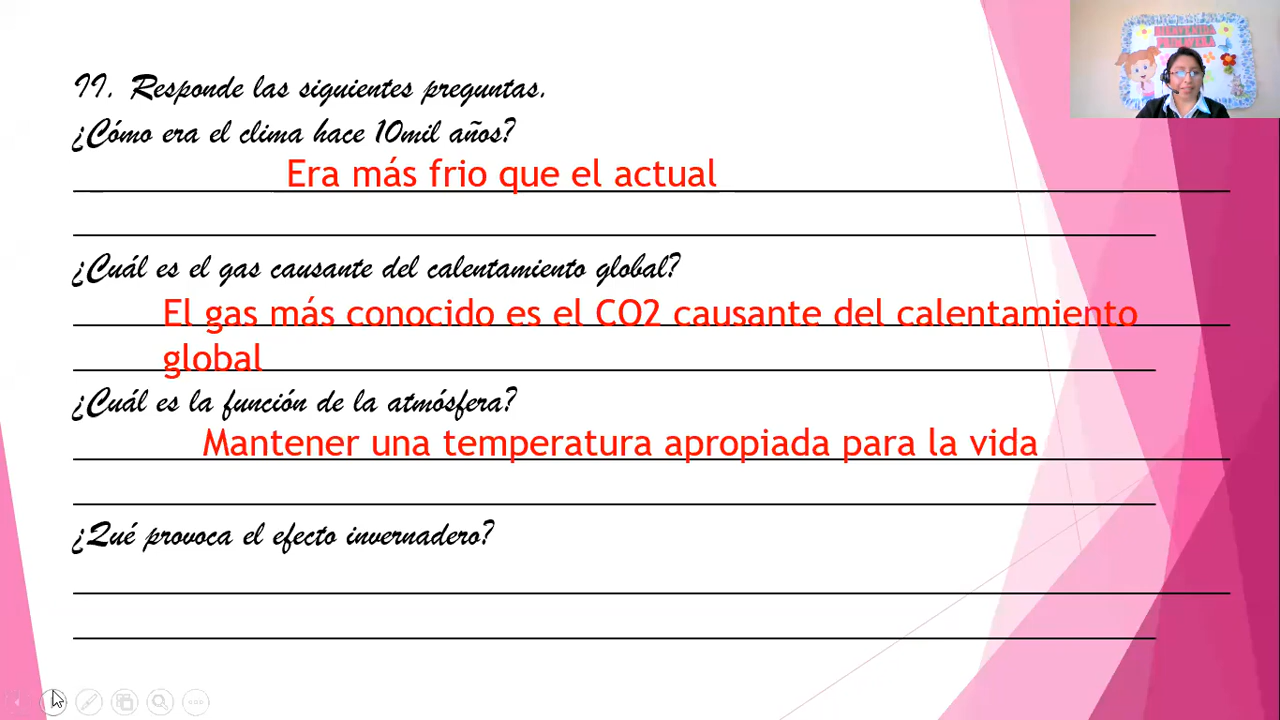 BIENVENIDA
PRIMAVERA
II. Responde las siguientes preguntas.
¿Cómo era el clima hace 10mil años?
Era más frio que el actual
¿Cuál es el gas causante del calentamiento global?
El gas más conocido es el CO2 causante del calentamiento
global
¿Cuál es la función de la atmósfera?
Mantener una temperatura apropiada para la vida
¿Qué provoca el efecto invernadero?